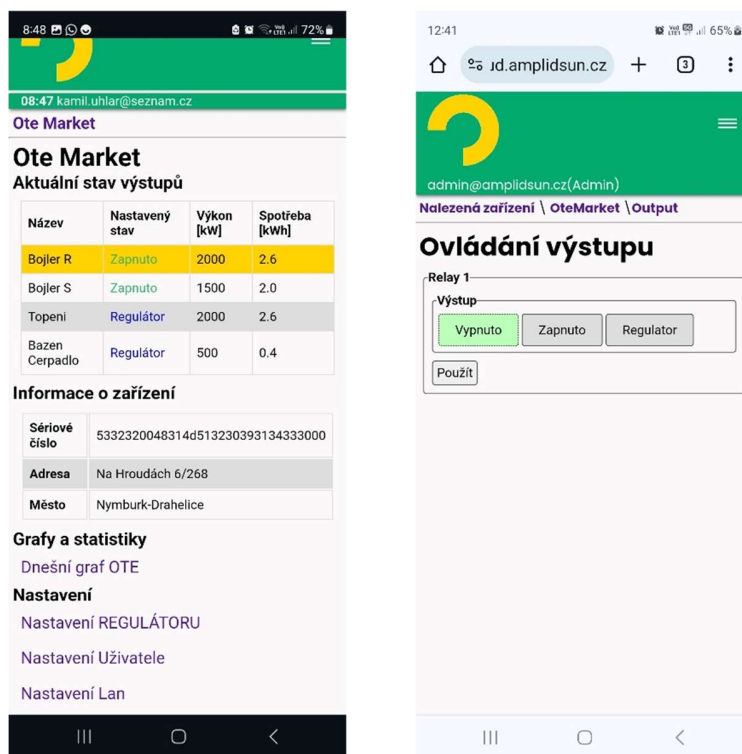 8:48
72%
08:47 kamil.uhlar@seznam.cz
Ote Market
Ote Market
Aktuální stav výstupů
Název Nastavený stav Výkon [kW] Spotřeba [kWh]
Bojler R Zapnuto 2000 2.6
Bojler S Zapnuto 1500 2.0
Topeni Regulátor 2000 2.6
Bazen Cerpadlo Regulátor 500 0.4
Informace o zařízení
Sériové číslo 5332320048314d513230393134333000
Adresa Na Hroudách 6/268
Město Nymburk-Drahelice
Grafy a statistiky
Dnešní graf OTE
Nastavení
Nastavení REGULÁTORU
Nastavení Uživatele
Nastavení Lan
12:41
65%
ud.amplidsun.cz
3
admin@amplidsun.cz(Admin)
Nalezená zařízení \ OteMarket \Output
Ovládání výstupu
Relay 1
Výstup
Vypnuto Zapnuto Regulator
Použít